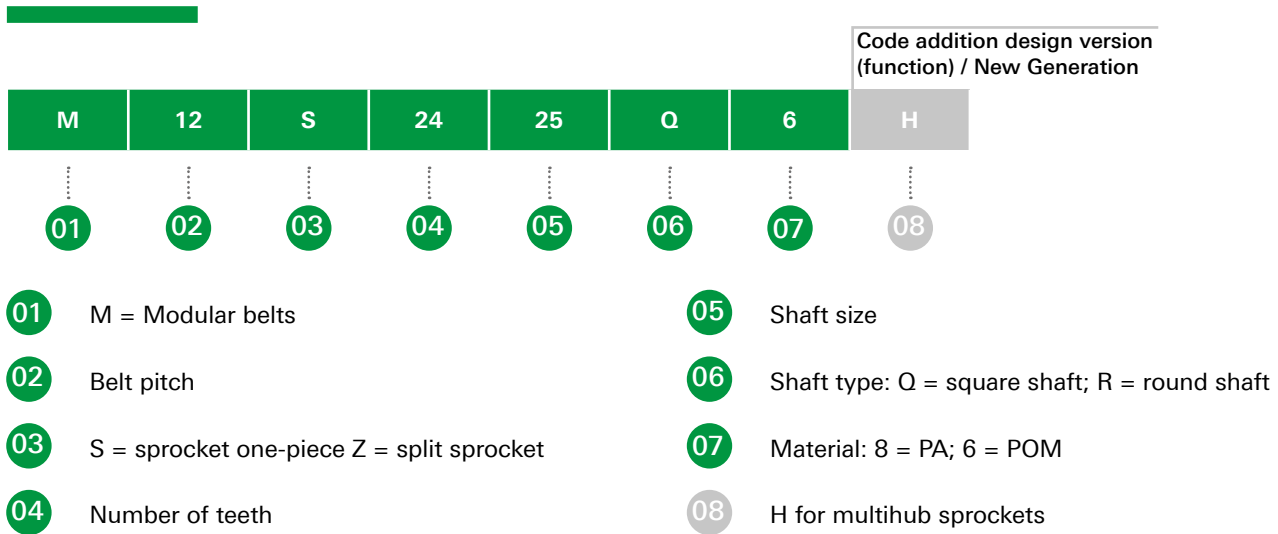 Code addition design version
(function) / New Generation
M 12 S 24 25 Q 6 H
01 02 03 04 05 06 07 08
01 M = Modular belts
02 Belt pitch
03 S = sprocket one-piece Z = split sprocket
04 Number of teeth
05 Shaft size
06 Shaft type: Q = square shaft; R = round shaft
07 Material: 8 = PA; 6 = POM
08 H for multihub sprockets